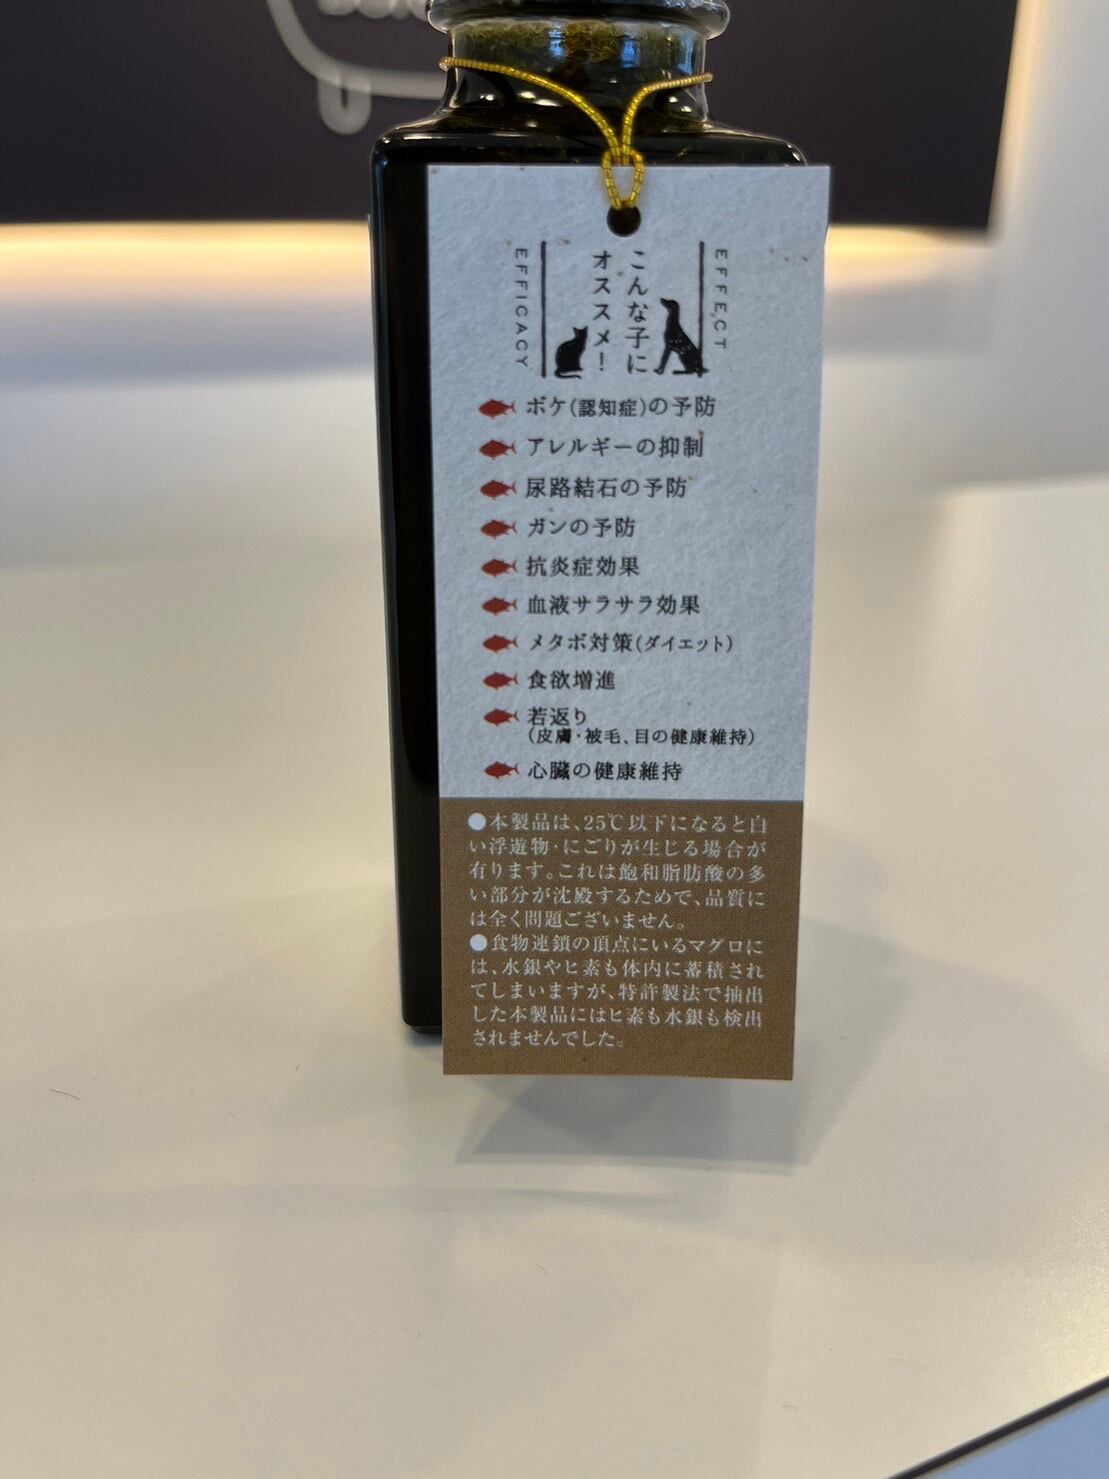 EFFECT
こんな子に
オススメ!
EFFICACY
ボケ(認知症)の予防
アレルギーの抑制
尿路結石の予防
ガンの予防
抗炎症効果
血液サラサラ効果
メタボ対策(ダイエット)
食欲増進
若返り
(皮膚・被毛、目の健康維持)
心臓の健康維持
●本製品は、25℃以下になると白
い浮遊物・にごりが生じる場合が
有ります。これは飽和脂肪酸の多
い部分が沈殿するためで、品質に
は全く問題ございません。
●食物連鎖の頂点にいるマグロに
は、水銀やヒ素も体内に蓄積され
てしまいますが、特許製法で抽出
した本製品にはヒ素も水銀も検出
されませんでした。